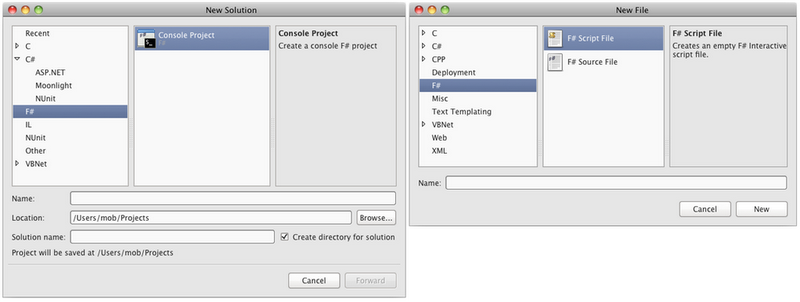 New Solution
Recent
C
C#
ASP.NET
Moonlight
NUnit
F#
IL
NUnit
Other
VBNet
Console Project
F#
Console Project
Create a console F# project
Name:
Location:
/Users/mob/Projects
Browse...
Solution name:
Create directory for solution
Project will be saved at /Users/mob/Projects
Cancel
Forward
New File
C
C#
CPP
Deployment
F#
Misc
Text Templating
VBNet
Web
XML
F# Script File
F# Source File
F# Script File
Creates an empty F# Interactive
script file.
Name:
Cancel
New